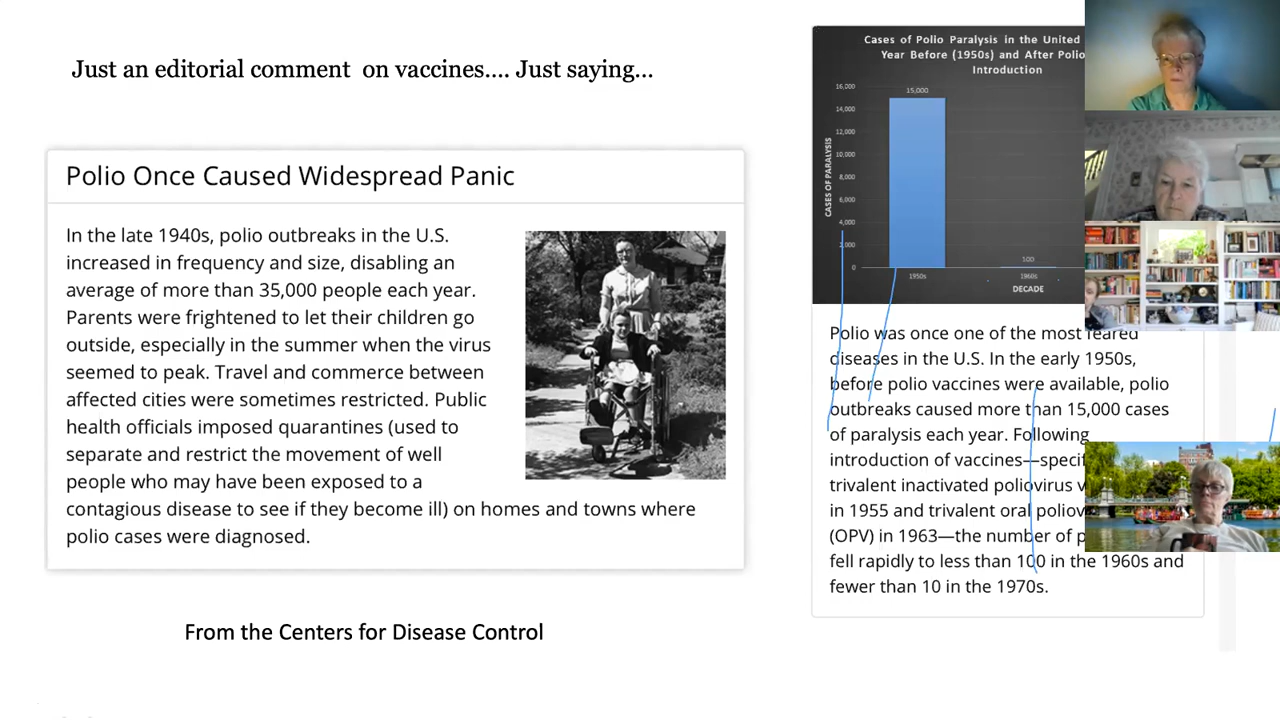 Just an editorial comment  on vaccines.... Just saying...
Polio Once Caused Widespread Panic
In the late 1940s, polio outbreaks in the U.S.
increased in frequency and size, disabling an
average of more than 35,000 people each year.
Parents were frightened to let their children go
outside, especially in the summer when the virus
seemed to peak. Travel and commerce between
affected cities were sometimes restricted. Public
health officials imposed quarantines (used to
separate and restrict the movement of well
people who may have been exposed to a
contagious disease to see if they become ill) on homes and towns where
polio cases were diagnosed.
From the Centers for Disease Control
Cases of Polio Paralysis in the United
Year Before (1950s) and After Polio
Introduction
CASES OF PARALYSIS
16,000
14,000
12,000
10,000
8,000
6,000
4,000
2,000
0
15,000
500
1950s
1960s
DECADE
Polio was once one of the most feared
diseases in the U.S. In the early 1950s,
before polio vaccines were available, polio
outbreaks caused more than 15,000 cases
of paralysis each year. Following
introduction of vaccines—specif
trivalent inactivated poliovirus v
in 1955 and trivalent oral poliov
(OPV) in 1963—the number of p
fell rapidly to less than 100 in the 1960s and
fewer than 10 in the 1970s.